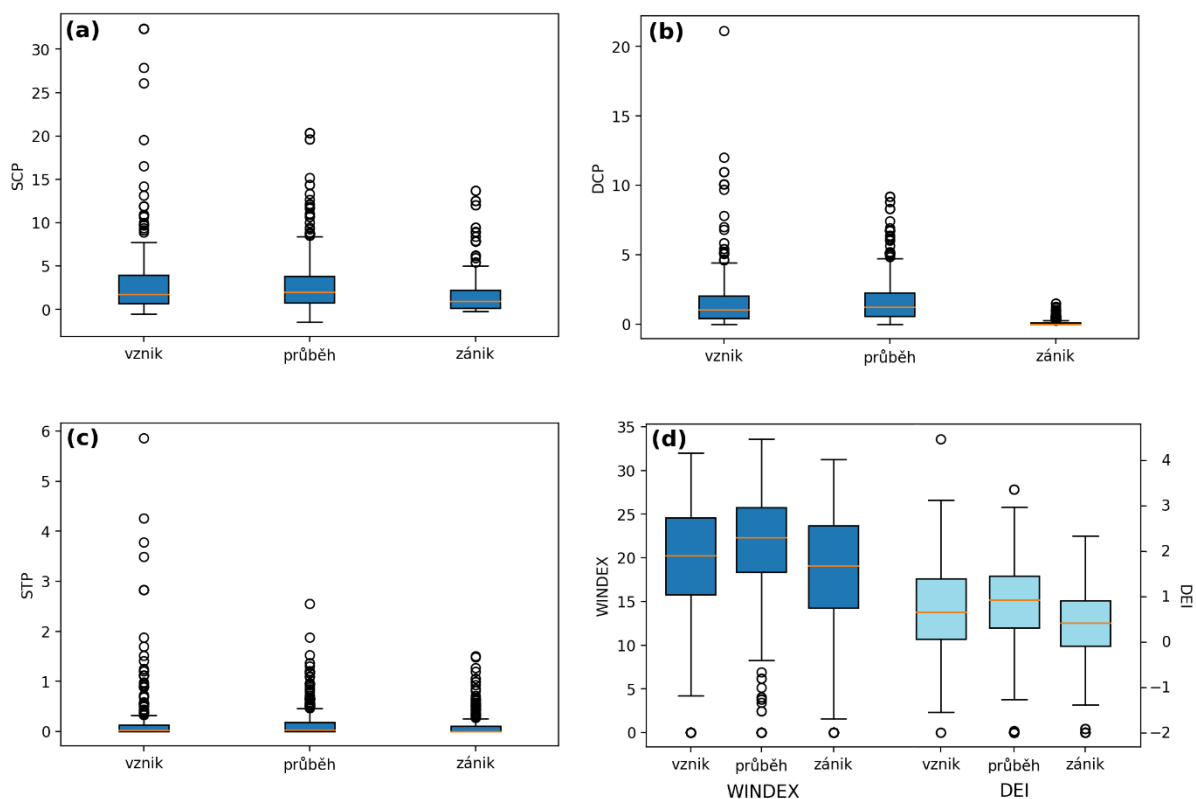 (a)
30
25
20
15
10
5
0
SCP
vznik průběh zánik
(b)
20
15
10
5
0
DCP
vznik průběh zánik
(c)
6
5
4
3
2
1
0
STP
vznik průběh zánik
(d)
35
30
25
20
15
10
5
0
WINDEX
4
3
2
1
0
−1
−2
DEI
vznik průběh zánik vznik průběh zánik
WINDEX DEI